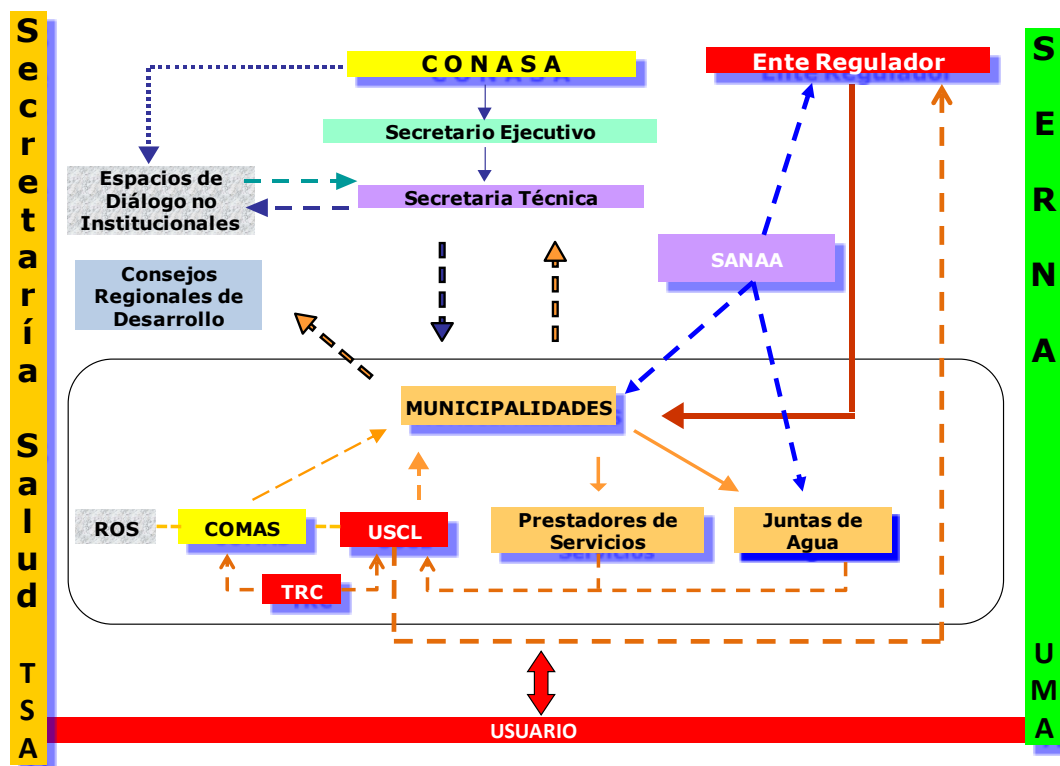 Secretaría Salud TSA
CONASA
Ente Regulador
Secretario Ejecutivo
Espacios de
Diálogo no
Institucionales
Secretaria Técnica
SANAA
Consejos
Regionales de
Desarrollo
MUNICIPALIDADES
ROS
COMAS
USCL
Prestadores de
Servicios
Juntas de
Agua
TRC
USUARIO
SERNA UMA